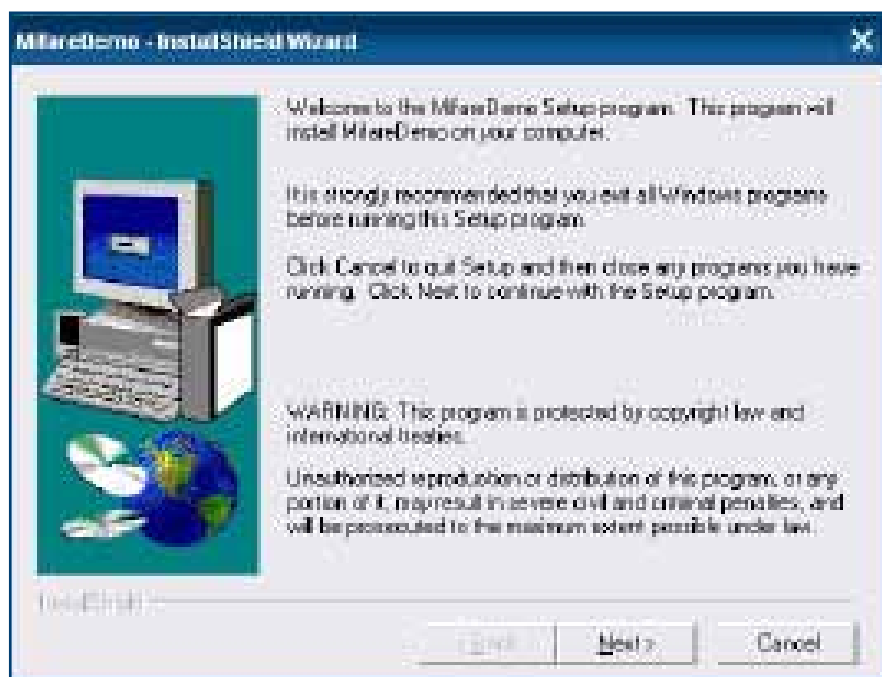 MifareDemo - InstallShield Wizard
Welcome to the MifareDemo Setup program. This program will
install MifareDemo on your computer.
It is strongly recommended that you exit all Windows programs
before running this Setup program.
Click Cancel to quit Setup and then close any programs you have
running. Click Next to continue with the Setup program.
WARNING: This program is protected by copyright law and
international treaties.
Unauthorized reproduction or distribution of this program, or any
portion of it, may result in severe civil and criminal penalties, and
will be prosecuted to the maximum extent possible under law.
InstallShield
< Back
Next >
Cancel